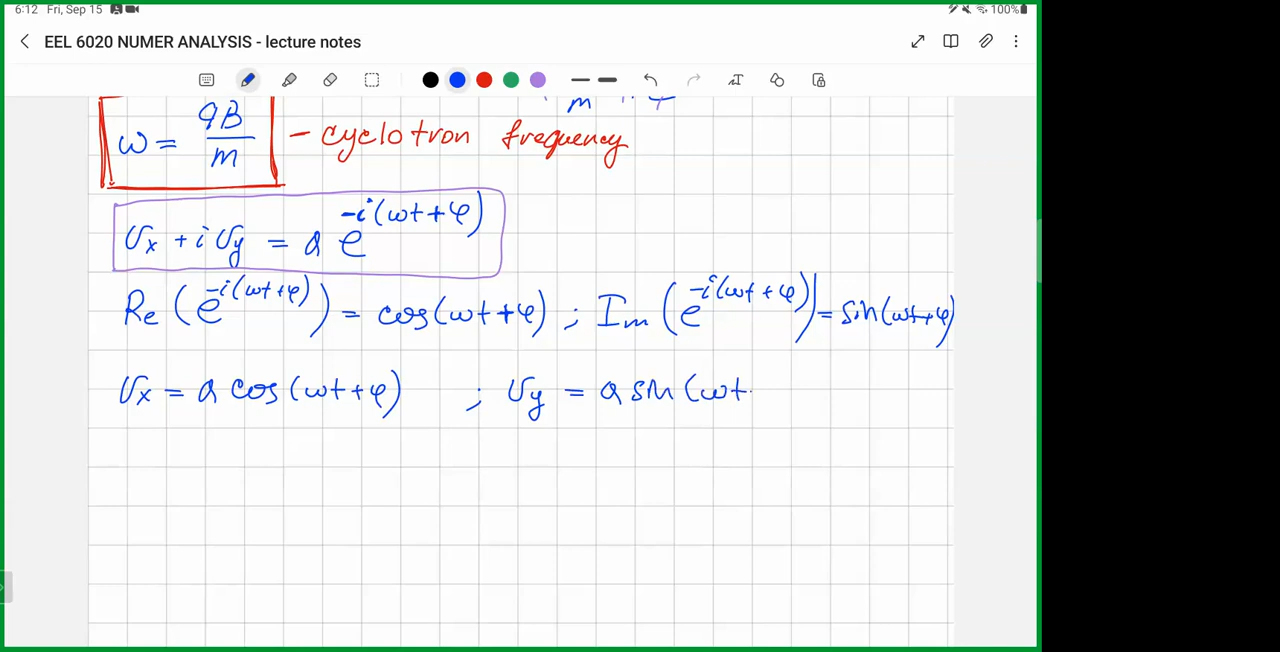 6:12 Fri, Sep 15 100%
EEL 6020 NUMER ANALYSIS - lecture notes
m
ω = qB/m - cyclotron frequency
Vx + i Vy = a e^-i(ωt+φ)
Re (e^-i(ωt+φ)) = cos(ωt+φ) ; Im (e^-i(ωt+φ)) = sin(ωt+φ)
Vx = a cos(ωt+φ) ; Vy = a sin(ωt